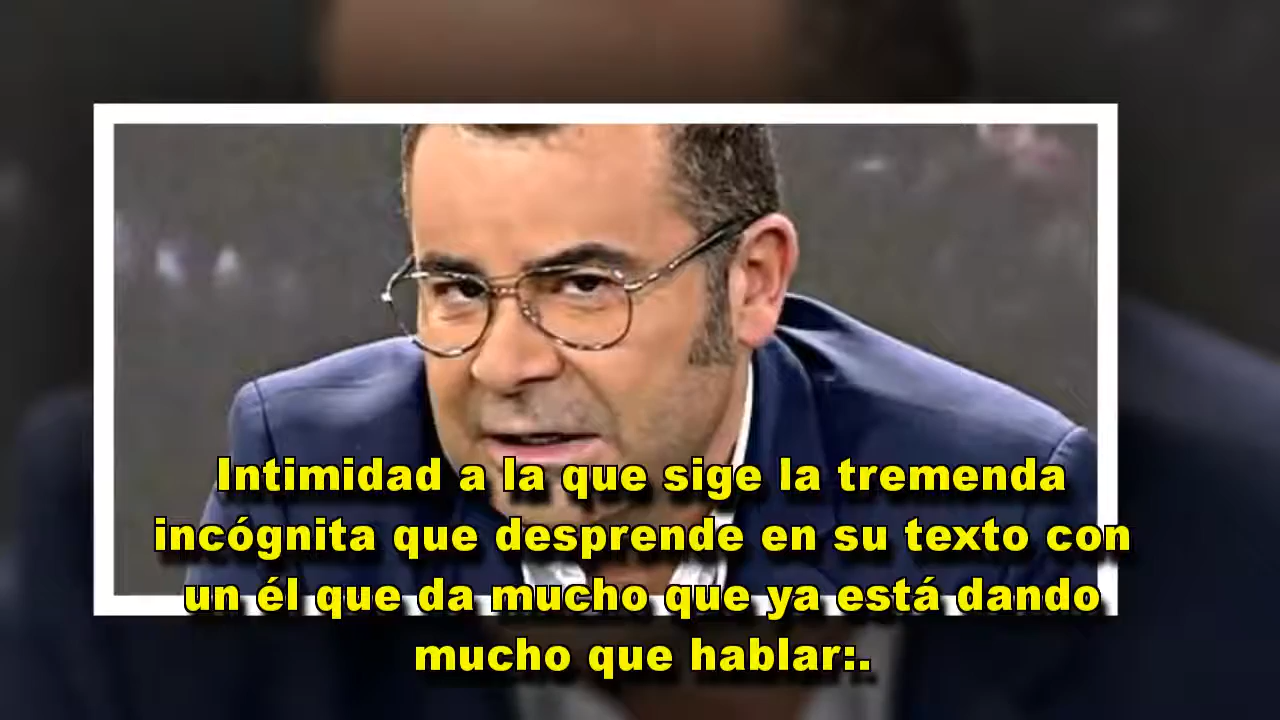 Intimidad a la que sige la tremenda
incógnita que desprende en su texto con
un él que da mucho que ya está dando
mucho que hablar:.